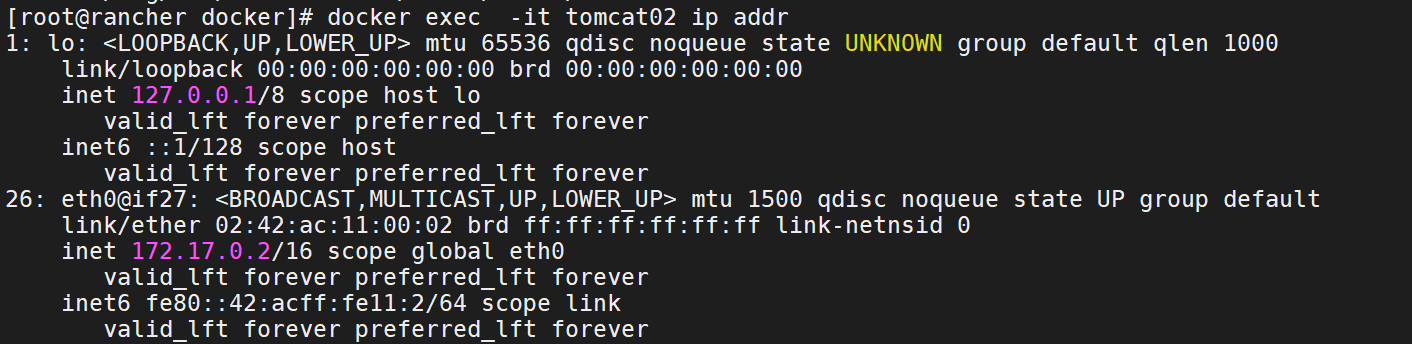 [root@rancher docker]# docker exec  -it tomcat02 ip addr
1: lo: <LOOPBACK,UP,LOWER_UP> mtu 65536 qdisc noqueue state UNKNOWN group default qlen 1000
    link/loopback 00:00:00:00:00:00 brd 00:00:00:00:00:00
    inet 127.0.0.1/8 scope host lo
       valid_lft forever preferred_lft forever
    inet6 ::1/128 scope host
       valid_lft forever preferred_lft forever
26: eth0@if27: <BROADCAST,MULTICAST,UP,LOWER_UP> mtu 1500 qdisc noqueue state UP group default
    link/ether 02:42:ac:11:00:02 brd ff:ff:ff:ff:ff:ff link-netnsid 0
    inet 172.17.0.2/16 scope global eth0
       valid_lft forever preferred_lft forever
    inet6 fe80::42:acff:fe11:2/64 scope link
       valid_lft forever preferred_lft forever